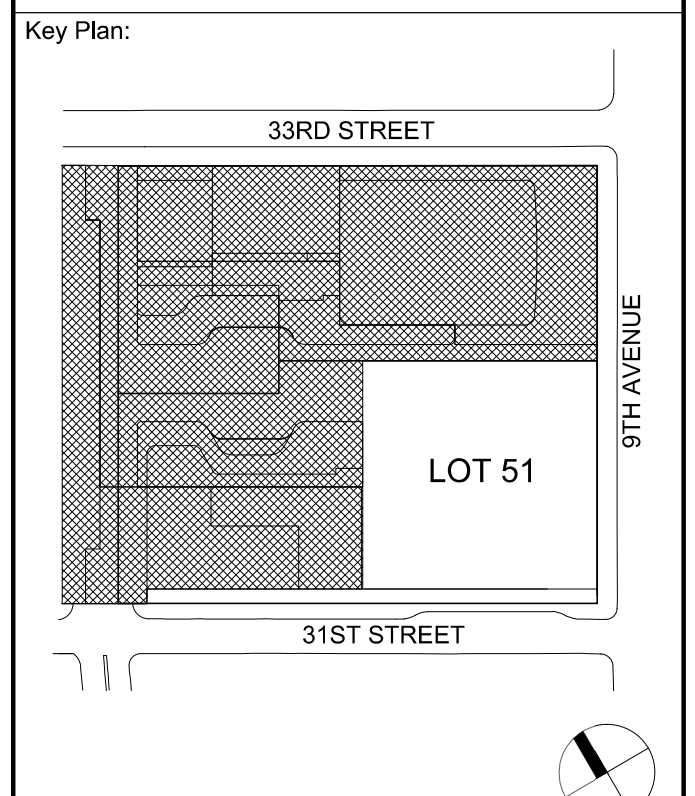 Key Plan:
33RD STREET
9TH AVENUE
LOT 51
31ST STREET